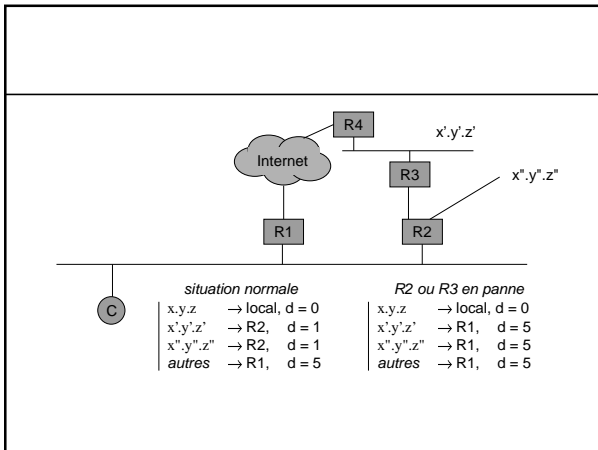 R4
x'.y'.z'
Internet
R3
x".y".z"
R1
R2
C
situation normale
x.y.z → local, d = 0
x'.y'.z' → R2, d = 1
x".y".z" → R2, d = 1
autres → R1, d = 5
R2 ou R3 en panne
x.y.z → local, d = 0
x'.y'.z' → R1, d = 5
x".y".z" → R1, d = 5
autres → R1, d = 5